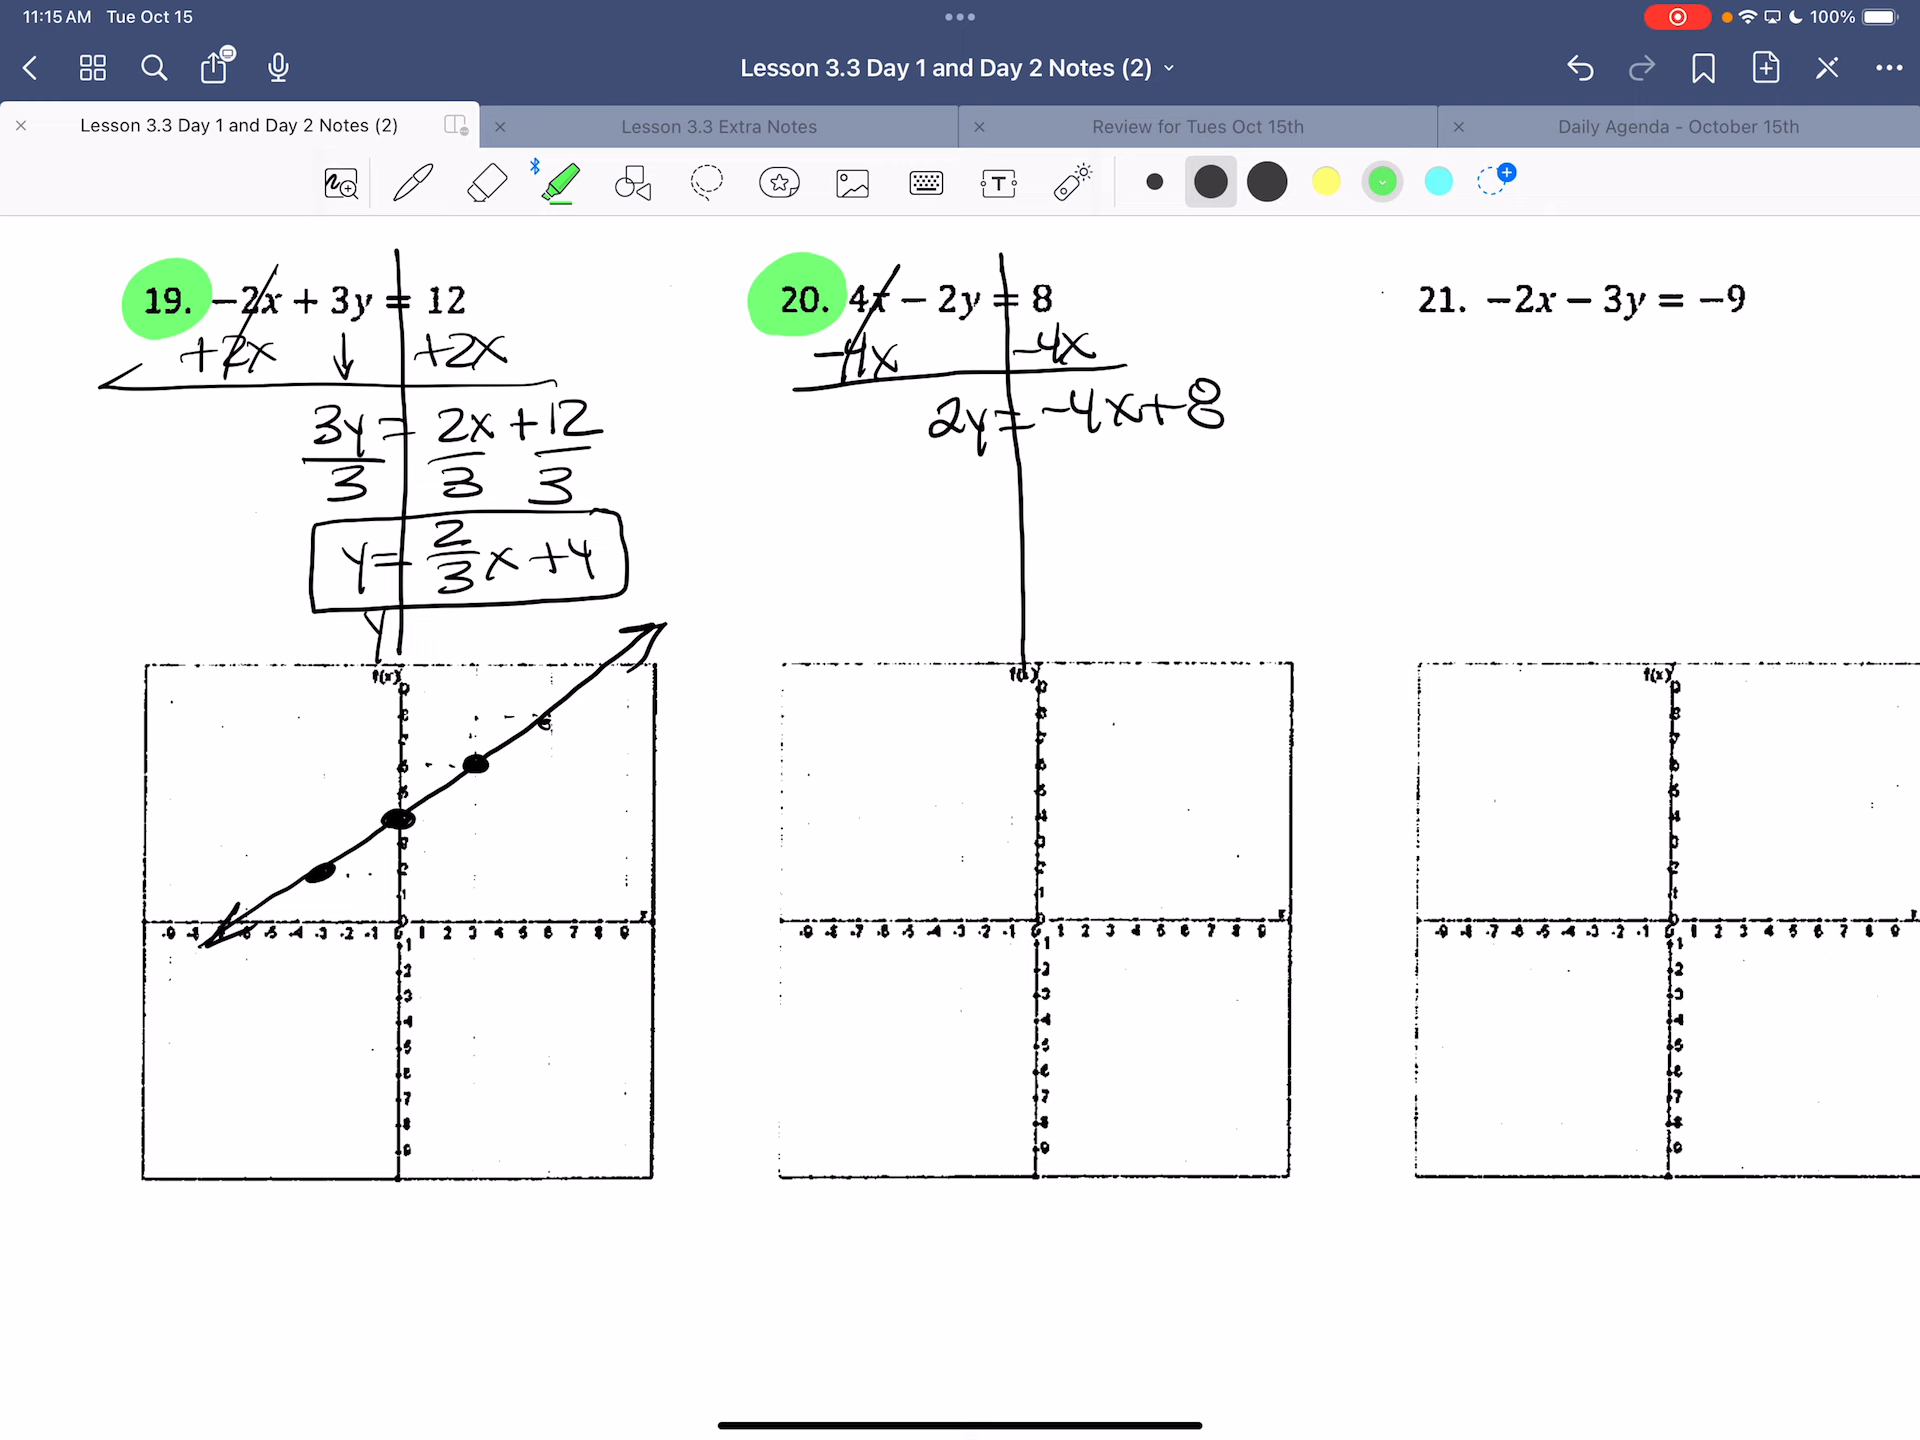 11:15 AM Tue Oct 15
100%
Lesson 3.3 Day 1 and Day 2 Notes (2)
Lesson 3.3 Day 1 and Day 2 Notes (2)
Lesson 3.3 Extra Notes
Review for Tues Oct 15th
Daily Agenda - October 15th
T
19. −2x + 3y = 12
+2x +2x
3y = 2x + 12
3 3 3
y = 2/3 x + 4
y
f(x)
20. 4x − 2y = 8
−4x −4x
2y = −4x + 8
f(x)
21. −2x − 3y = −9
f(x)